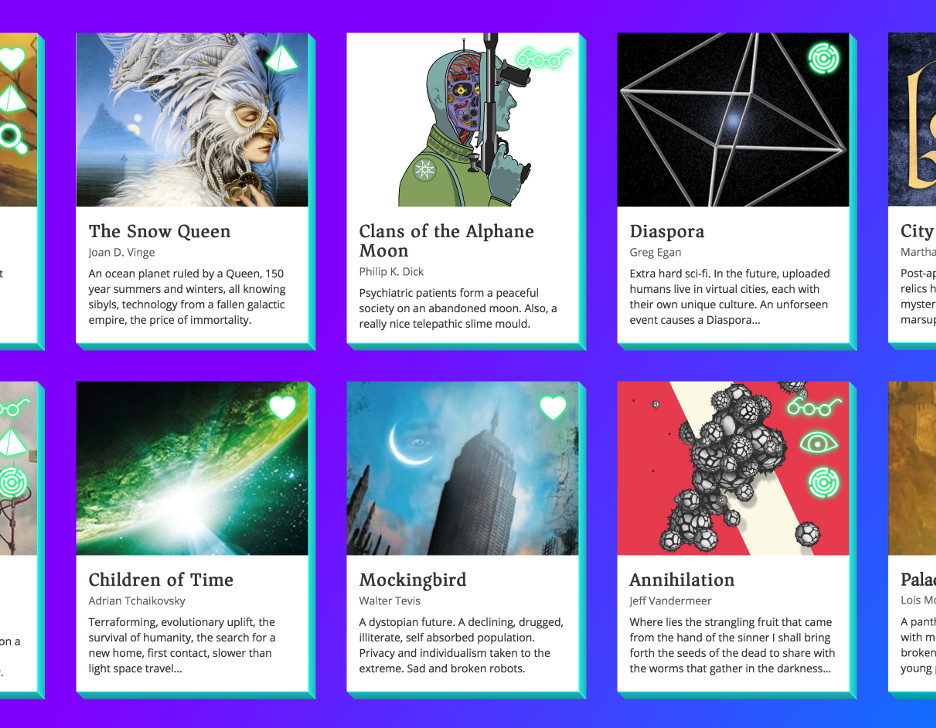 The Snow Queen
Joan D. Vinge
An ocean planet ruled by a Queen, 150
year summers and winters, all knowing
sibyls, technology from a fallen galactic
empire, the price of immortality.
Clans of the Alphane
Moon
Philip K. Dick
Psychiatric patients form a peaceful
society on an abandoned moon. Also, a
really nice telepathic slime mould.
Diaspora
Greg Egan
Extra hard sci-fi. In the future, uploaded
humans live in virtual cities, each with
their own unique culture. An unforseen
event causes a Diaspora...
City
Martha
Post-ap
relics h
myster
marsup
on a
Children of Time
Adrian Tchaikovsky
Terraforming, evolutionary uplift, the
survival of humanity, the search for a
new home, first contact, slower than
light space travel...
Mockingbird
Walter Tevis
A dystopian future. A declining, drugged,
illiterate, self absorbed population.
Privacy and individualism taken to the
extreme. Sad and broken robots.
Annihilation
Jeff Vandermeer
Where lies the strangling fruit that came
from the hand of the sinner I shall bring
forth the seeds of the dead to share with
the worms that gather in the darkness...
Palad
Lois Mc
A panth
with m
broken
young p